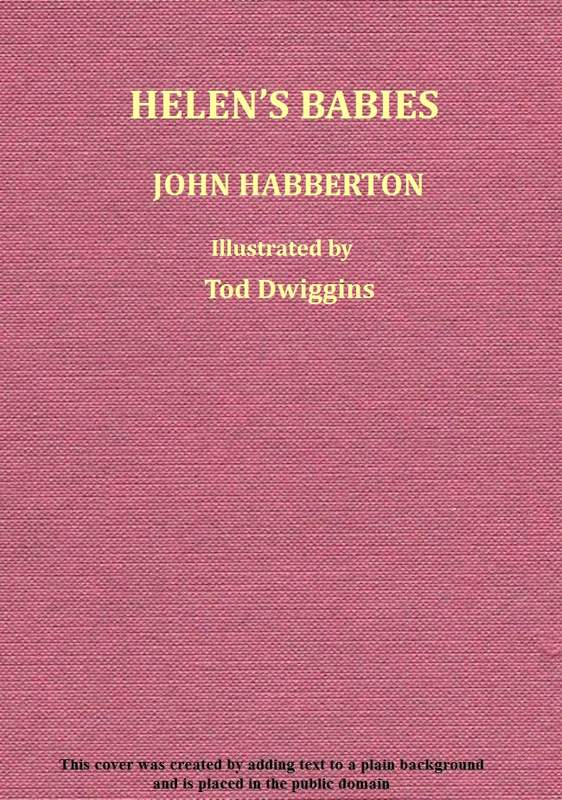 HELEN’S BABIES
JOHN HABBERTON
Illustrated by
Tod Dwiggins
This cover was created by adding text to a plain background
and is placed in the public domain